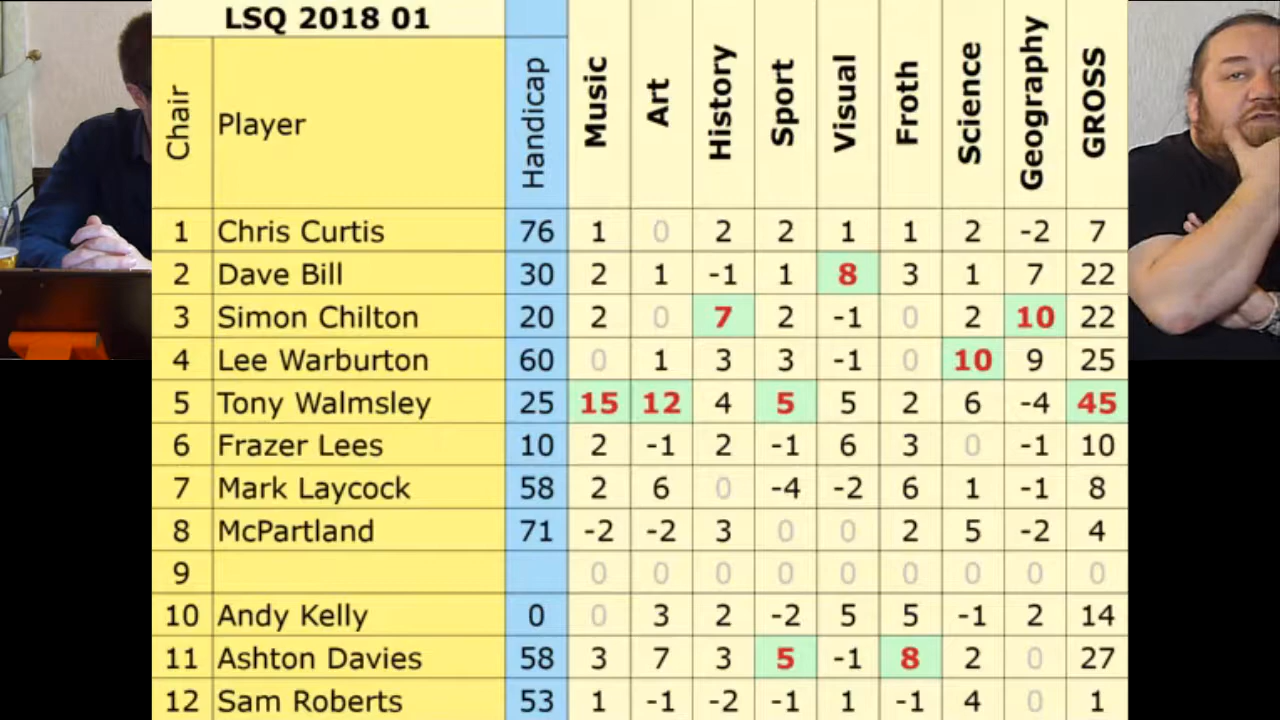 LSQ 2018 01
Chair Player Handicap Music Art History Sport Visual Froth Science Geography GROSS
1 Chris Curtis 76 1 0 2 2 1 1 2 -2 7
2 Dave Bill 30 2 1 -1 1 8 3 1 7 22
3 Simon Chilton 20 2 0 7 2 -1 0 2 10 22
4 Lee Warburton 60 0 1 3 3 -1 0 10 9 25
5 Tony Walmsley 25 15 12 4 5 5 2 6 -4 45
6 Frazer Lees 10 2 -1 2 -1 6 3 0 -1 10
7 Mark Laycock 58 2 6 0 -4 -2 6 1 -1 8
8 McPartland 71 -2 -2 3 0 0 2 5 -2 4
9 0 0 0 0 0 0 0 0 0
10 Andy Kelly 0 0 3 2 -2 5 5 -1 2 14
11 Ashton Davies 58 3 7 3 5 -1 8 2 0 27
12 Sam Roberts 53 1 -1 -2 -1 1 -1 4 0 1